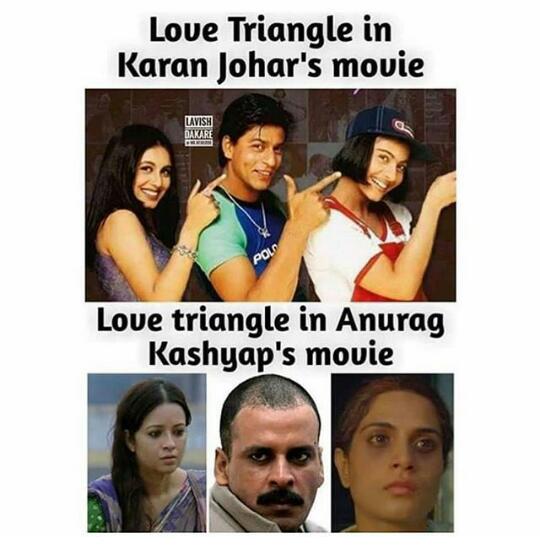 Love Triangle in
Karan Johar's movie
LAVISH
DAKARE
POLO
Love triangle in Anurag
Kashyap's movie